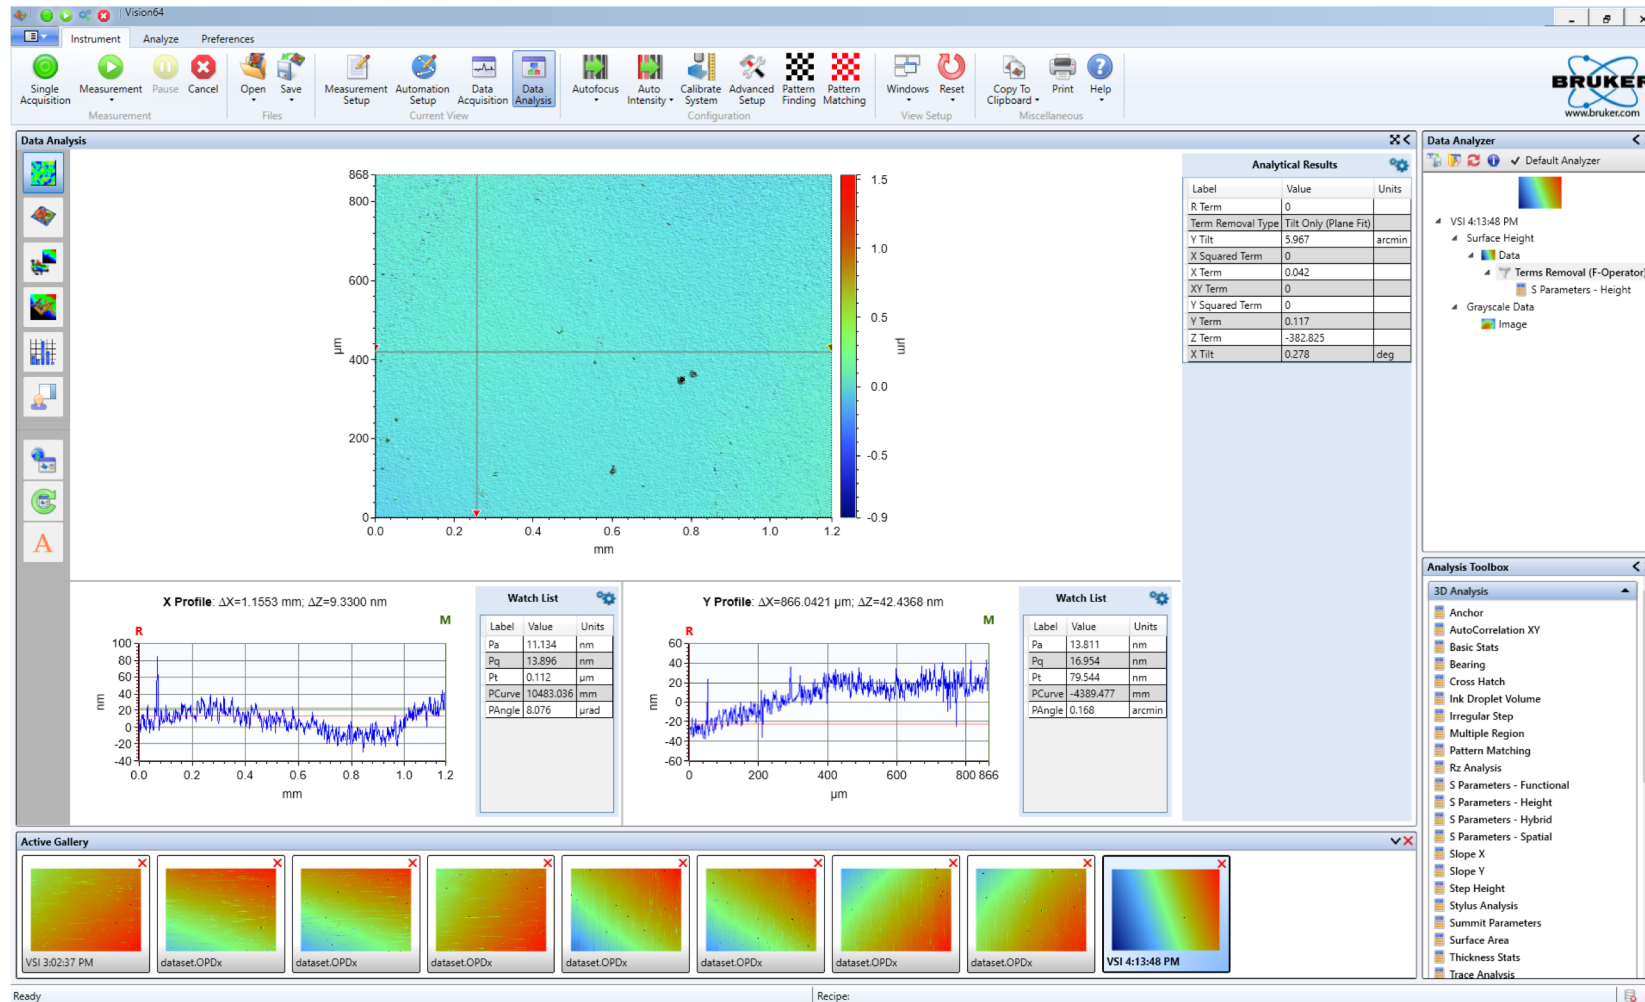 Vision64
Instrument Analyze Preferences
Single Acquisition Measurement Pause Cancel Open Save Measurement Setup Automation Setup Data Acquisition Data Analysis Autofocus Auto Intensity Calibrate System Advanced Setup Pattern Finding Pattern Matching Windows Reset Copy To Clipboard Print Help
Measurement Files Current View Configuration View Setup Miscellaneous
BRUKER
www.bruker.com
Data Analysis
868
800
600
400
200
0
µm
0.0 0.2 0.4 0.6 0.8 1.0 1.2
mm
1.5
1.0
0.5
0.0
-0.5
-0.9
µm
Analytical Results
Label Value Units
R Term 0
Term Removal Type Tilt Only (Plane Fit)
Y Tilt 5.967 arcmin
X Squared Term 0
X Term 0.042
XY Term 0
Y Squared Term 0
Y Term 0.117
Z Term -382.825
X Tilt 0.278 deg
X Profile: ΔX=1.1553 mm; ΔZ=9.3300 nm
R M
100
80
60
40
20
0
-20
-40
nm
0.0 0.2 0.4 0.6 0.8 1.0 1.2
mm
Watch List
Label Value Units
Pa 11.134 nm
Pq 13.896 nm
Pt 0.112 µm
PCurve 10483.036 mm
PAngle 8.076 µrad
Y Profile: ΔX=866.0421 µm; ΔZ=42.4368 nm
R M
60
40
20
0
-20
-40
-60
nm
0 200 400 600 800 866
µm
Watch List
Label Value Units
Pa 13.811 nm
Pq 16.954 nm
Pt 79.544 nm
PCurve -4389.477 mm
PAngle 0.168 arcmin
Data Analyzer
Default Analyzer
VSI 4:13:48 PM
Surface Height
Data
Terms Removal (F-Operator)
S Parameters - Height
Grayscale Data
Image
Analysis Toolbox
3D Analysis
Anchor
AutoCorrelation XY
Basic Stats
Bearing
Cross Hatch
Ink Droplet Volume
Irregular Step
Multiple Region
Pattern Matching
Rz Analysis
S Parameters - Functional
S Parameters - Height
S Parameters - Hybrid
S Parameters - Spatial
Slope X
Slope Y
Step Height
Stylus Analysis
Summit Parameters
Surface Area
Thickness Stats
Trace Analysis
Active Gallery
VSI 3:02:37 PM dataset.OPDx dataset.OPDx dataset.OPDx dataset.OPDx dataset.OPDx dataset.OPDx dataset.OPDx VSI 4:13:48 PM
Ready Recipe: